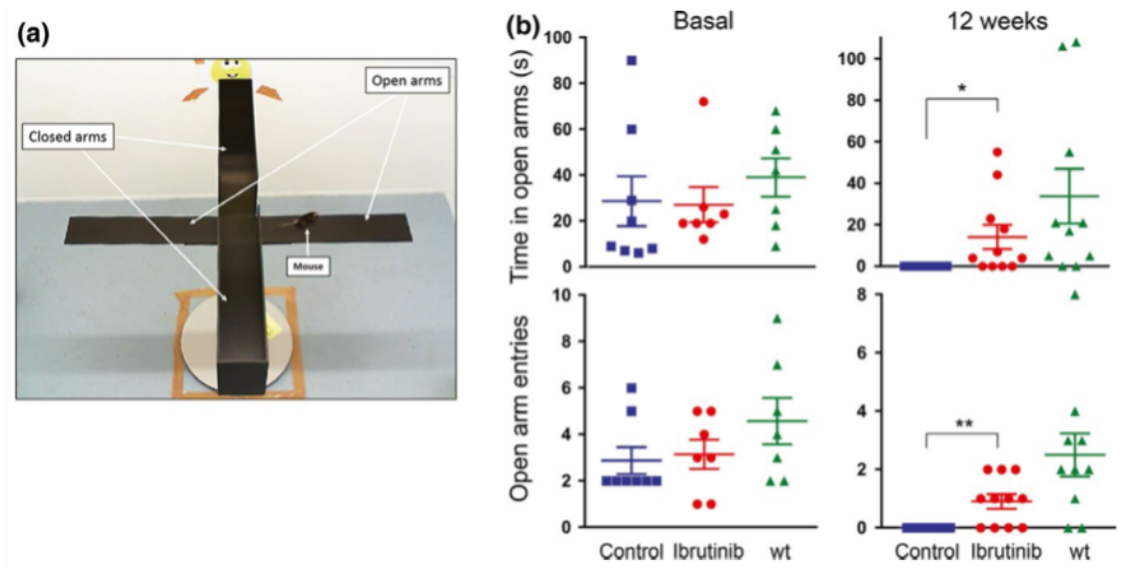 (a)
Open arms
Closed arms
Mouse
(b)
Basal
12 weeks
Time in open arms (s)
100
80
60
40
20
0
100
80
60
40
20
0
*
Open arm entries
10
8
6
4
2
0
8
6
4
2
0
**
Control Ibrutinib wt
Control Ibrutinib wt